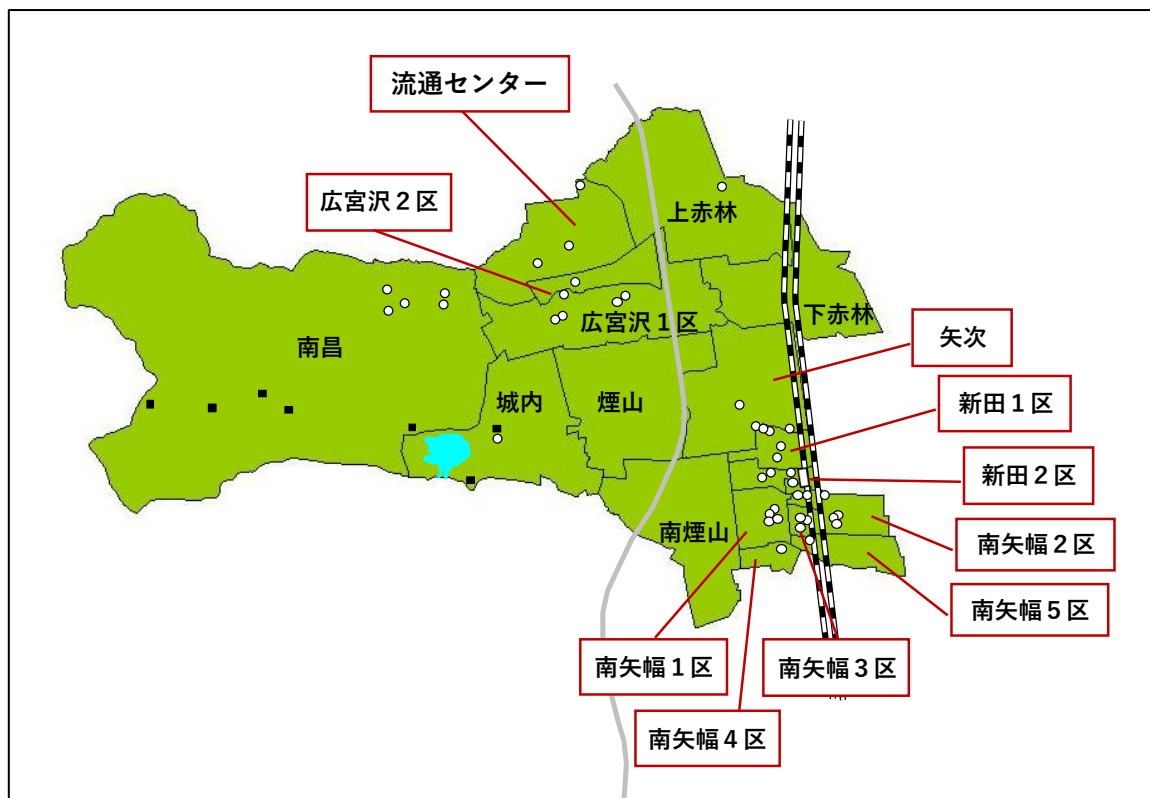 流通センター
広宮沢２区
上赤林
広宮沢１区
下赤林
南昌
矢次
城内
煙山
新田１区
新田２区
南煙山
南矢幅２区
南矢幅５区
南矢幅１区
南矢幅３区
南矢幅４区